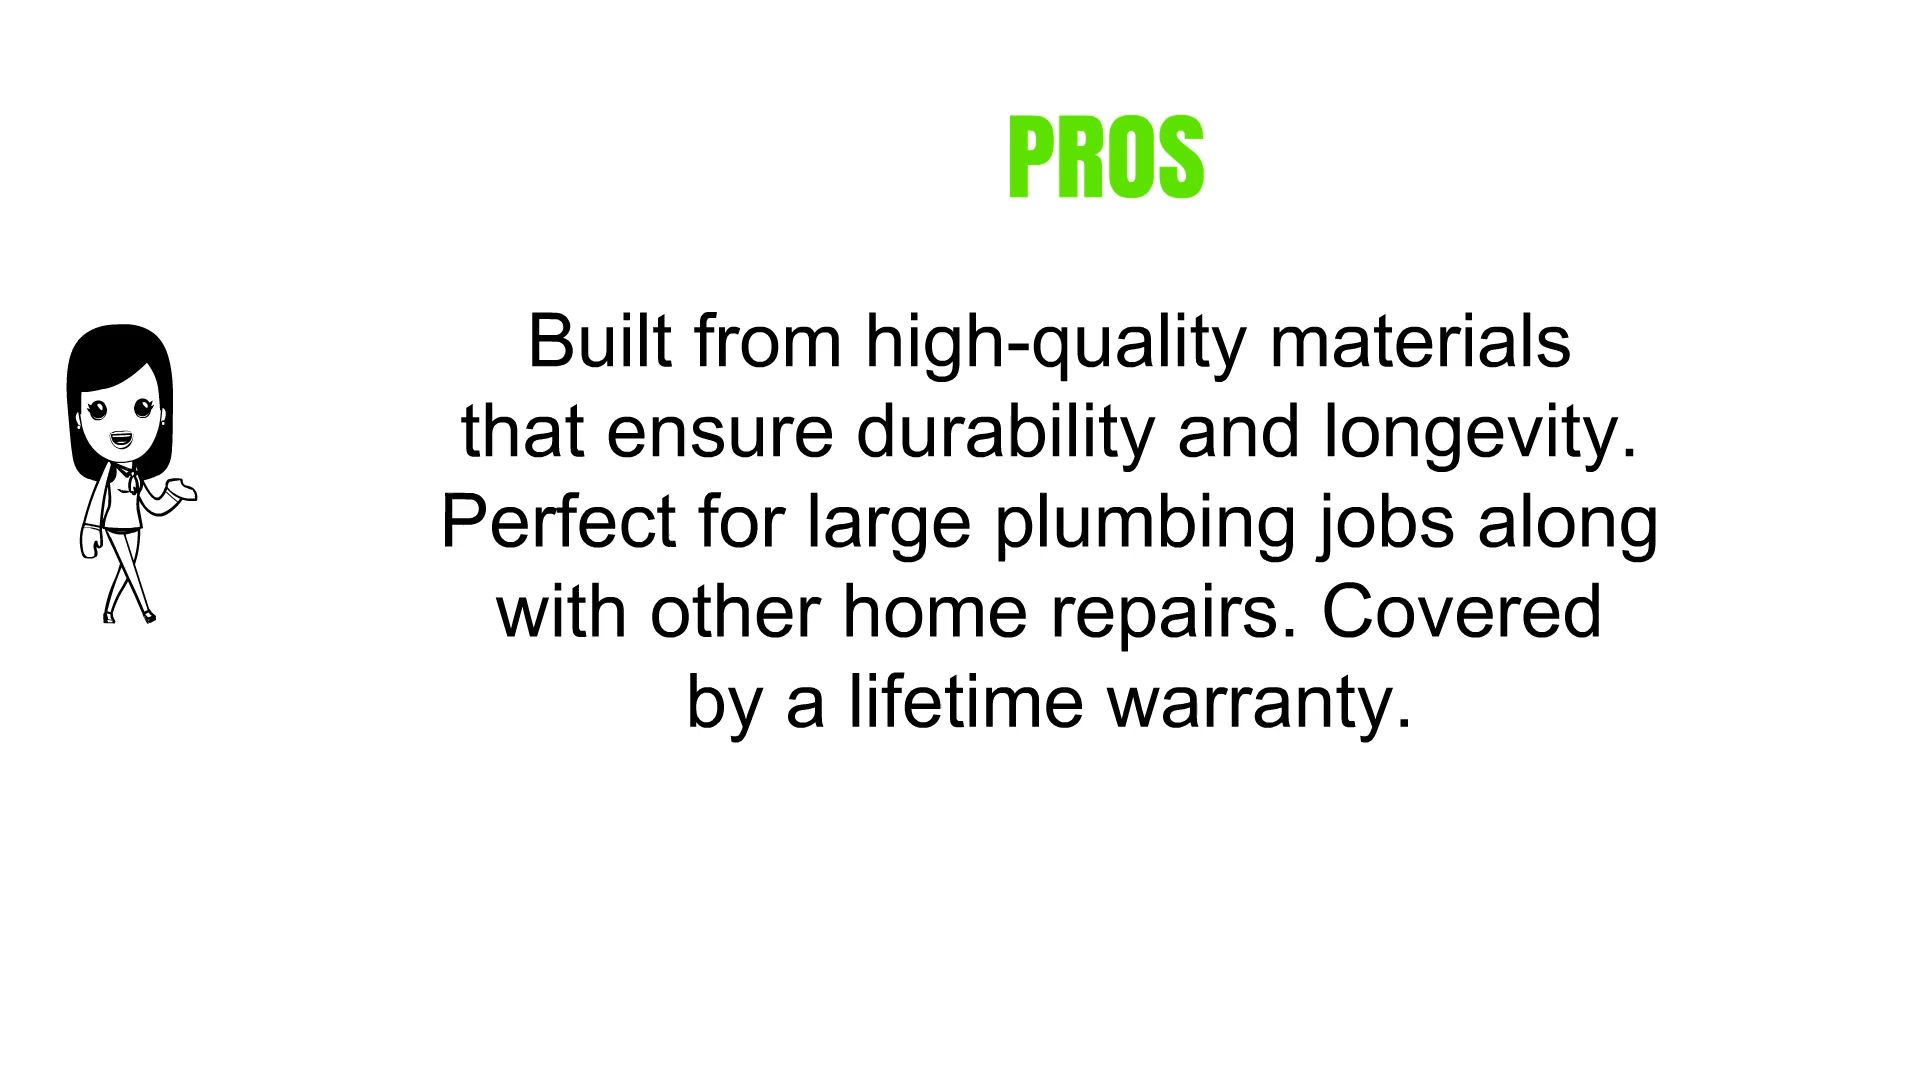 PROS
Built from high-quality materials
that ensure durability and longevity.
Perfect for large plumbing jobs along
with other home repairs. Covered
by a lifetime warranty.